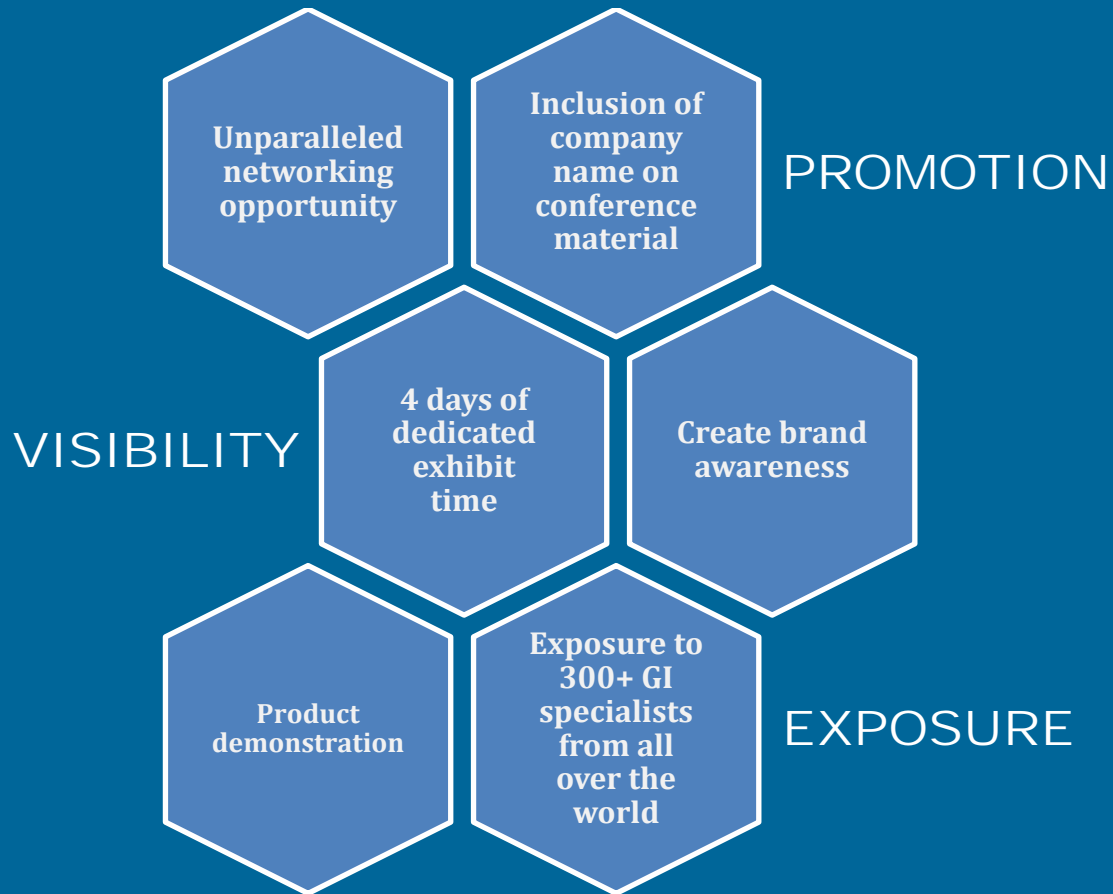 Unparalleled
networking
opportunity
Inclusion of
company
name on
conference
material
PROMOTION
VISIBILITY
4 days of
dedicated
exhibit
time
Create brand
awareness
Product
demonstration
Exposure to
300+ GI
specialists
from all
over the
world
EXPOSURE